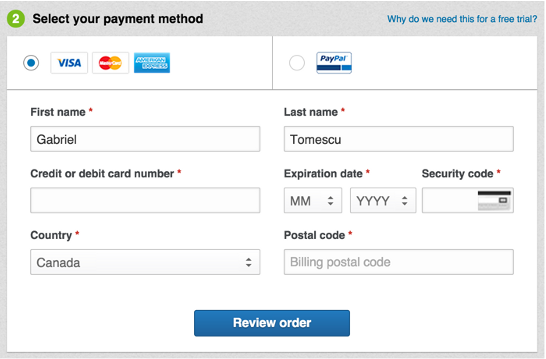 2 Select your payment method Why do we need this for a free trial?
VISA MasterCard AMERICAN EXPRESS PayPal
First name * Last name *
Gabriel Tomescu
Credit or debit card number * Expiration date * Security code *
MM YYYY
Country * Postal code *
Canada Billing postal code
Review order